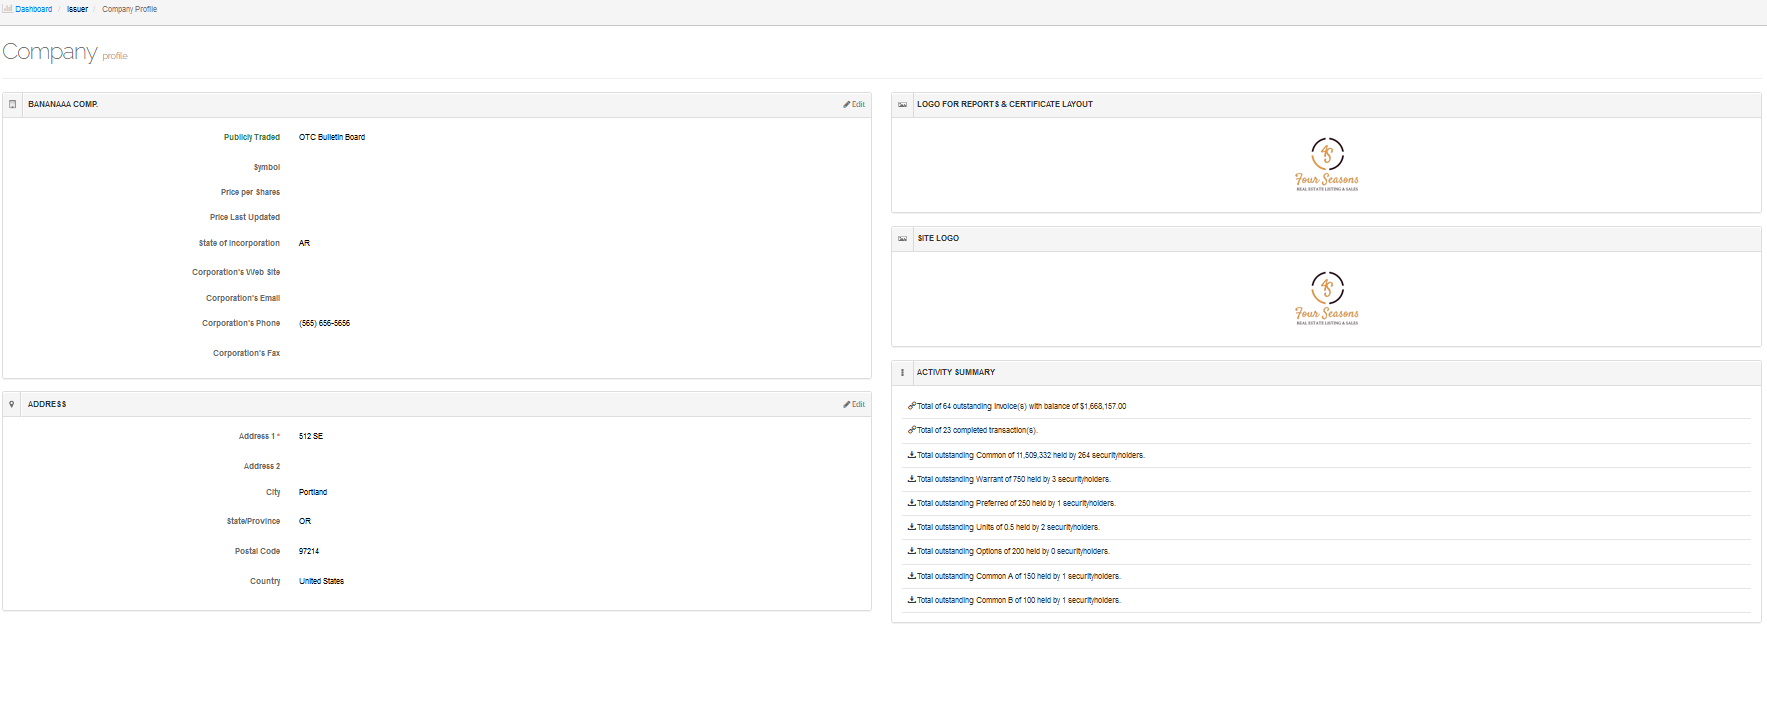 Dashboard / Issuer / Company Profile
Company profile
BANANAAA COMP.
Edit
Publicly Traded OTC Bulletin Board
Symbol
Price per Shares
Price Last Updated
State of Incorporation AR
Corporation's Web Site
Corporation's Email
Corporation's Phone (565) 656-5656
Corporation's Fax
ADDRESS
Edit
Address 1 * 512 SE
Address 2
City Portland
State/Province OR
Postal Code 97214
Country United States
LOGO FOR REPORTS & CERTIFICATE LAYOUT
4S
Four Seasons
REAL ESTATE LISTING & SALES
SITE LOGO
4S
Four Seasons
REAL ESTATE LISTING & SALES
ACTIVITY SUMMARY
Total of 64 outstanding invoice(s) with balance of $1,668,157.00
Total of 23 completed transaction(s).
Total outstanding Common of 11,509,332 held by 264 securityholders.
Total outstanding Warrant of 750 held by 3 securityholders.
Total outstanding Preferred of 250 held by 1 securityholders.
Total outstanding Units of 0.5 held by 2 securityholders.
Total outstanding Options of 200 held by 0 securityholders.
Total outstanding Common A of 150 held by 1 securityholders.
Total outstanding Common B of 100 held by 1 securityholders.